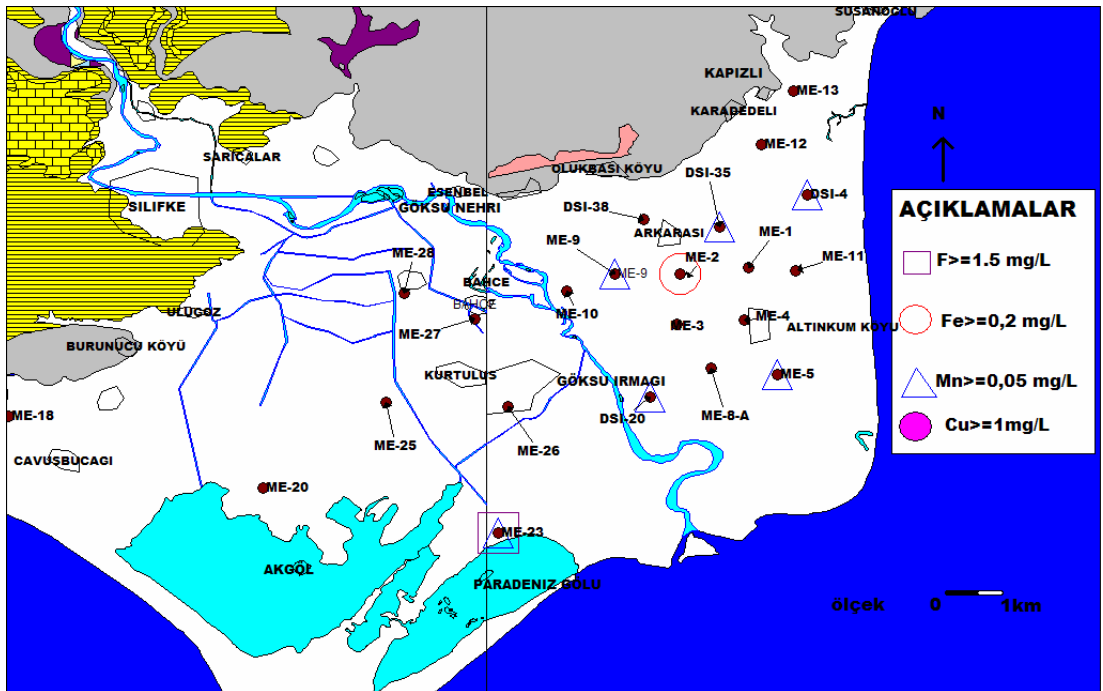 SUSANOGLU
KAPIZLI
ME-13
KARADEDELI
N
ME-12
SARICALAR
OLUKBASI KÖYU
DSI-35
ESENBEL
DSI-4
SILIFKE
GÖKSU NEHRI
DSI-38
AÇIKLAMALAR
ARKARASI
ME-9
ME-1
ME-28
ME-2
ME-11
F>=1.5 mg/L
ME-9
BAHCE
BAHCE
ULUGÖZ
ME-10
ME-4
ME-3
ALTINKUM KÖYU
Fe>=0,2 mg/L
ME-27
BURUNUCU KÖYÜ
KURTULUS
GÖKSU IRMAGI
ME-5
Mn>=0,05 mg/L
ME-18
DSI-20
ME-8-A
Cu>=1mg/L
ME-25
ME-26
CAVUSBUCAGI
ME-20
ME-23
AKGÖL
PARADENIZ GÖLU
ölçek
0
1km